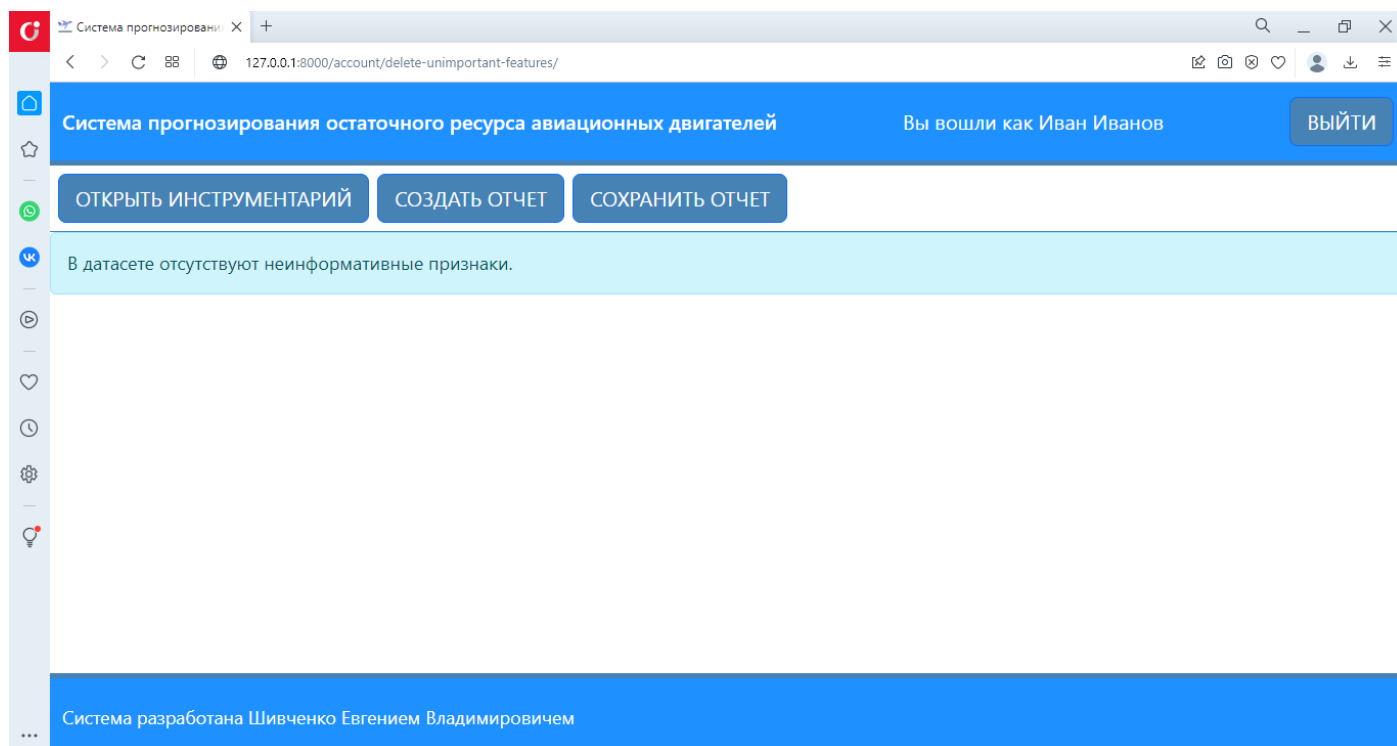 Система прогнозировани
127.0.0.1:8000/account/delete-unimportant-features/
Система прогнозирования остаточного ресурса авиационных двигателей
Вы вошли как Иван Иванов
ВЫЙТИ
ОТКРЫТЬ ИНСТРУМЕНТАРИЙ
СОЗДАТЬ ОТЧЕТ
СОХРАНИТЬ ОТЧЕТ
В датасете отсутствуют неинформативные признаки.
Система разработана Шивченко Евгением Владимировичем